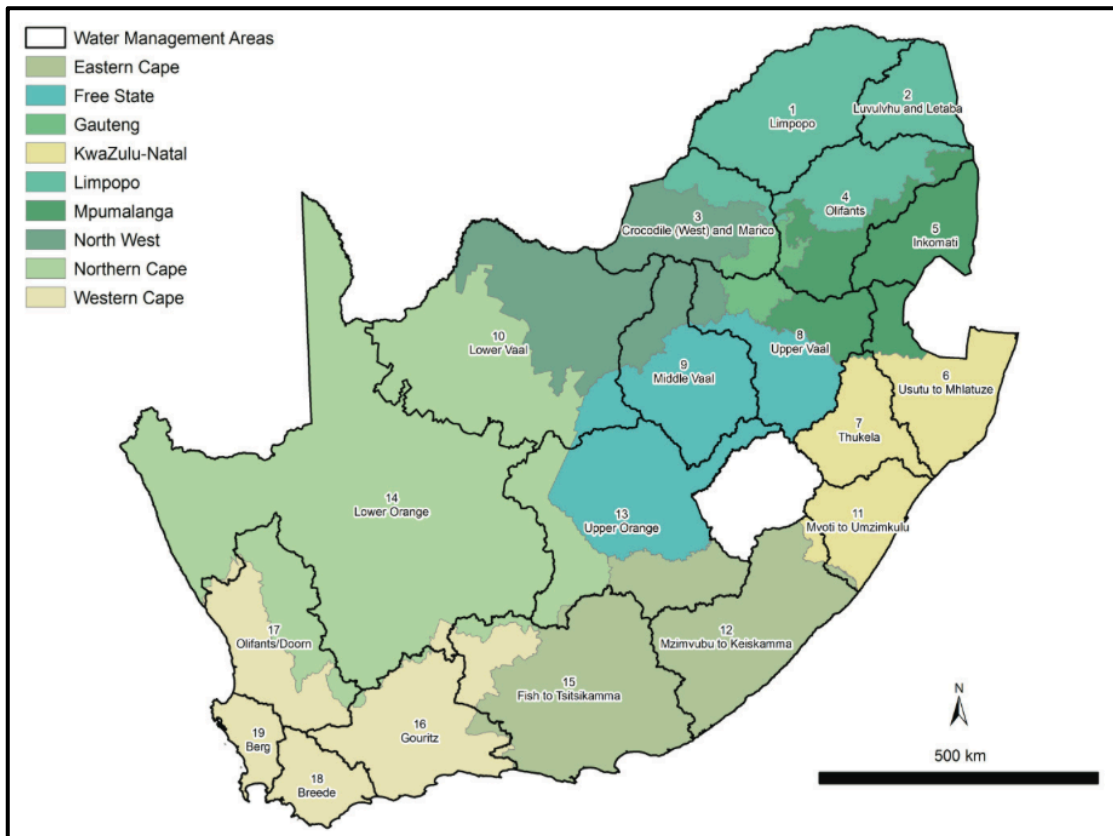 Water Management Areas
Eastern Cape
Free State
Gauteng
KwaZulu-Natal
Limpopo
Mpumalanga
North West
Northern Cape
Western Cape
1
Limpopo
2
Luvulvhu and Letaba
3
Crocodile (West) and Marico
4
Olifants
5
Inkomati
6
Usutu to Mhlatuze
7
Thukela
8
Upper Vaal
9
Middle Vaal
10
Lower Vaal
11
Mvoti to Umzimkulu
12
Mzimvubu to Keiskamma
13
Upper Orange
14
Lower Orange
15
Fish to Tsitsikamma
16
Gouritz
17
Olifants/Doorn
18
Breede
19
Berg
N
500 km